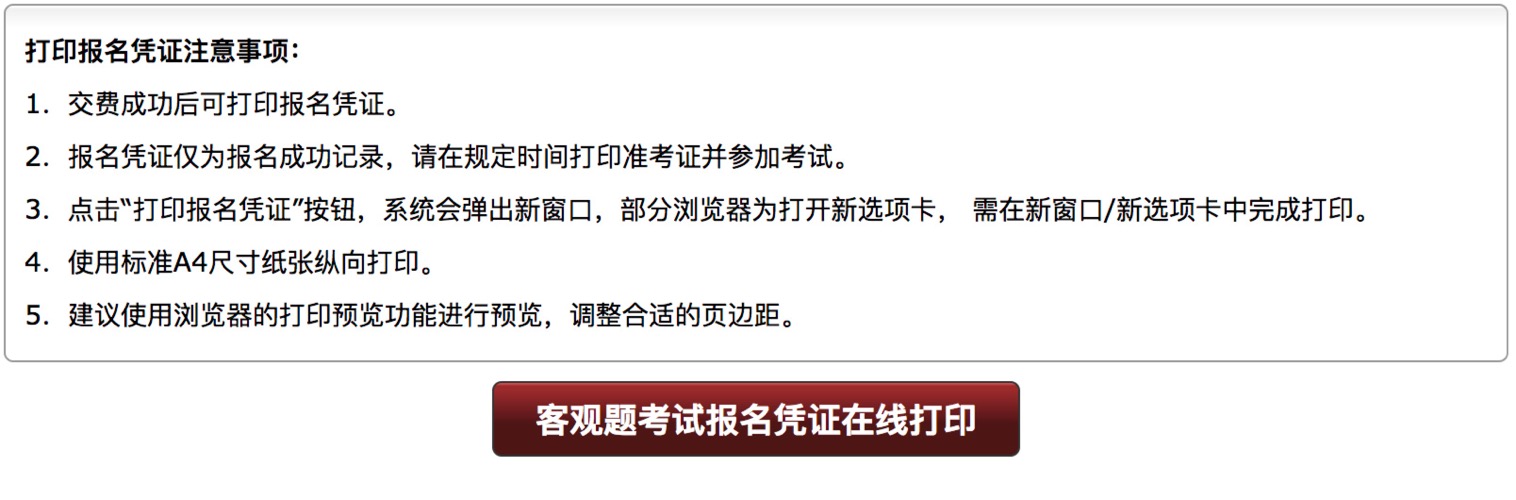 打印报名凭证注意事项：
1. 交费成功后可打印报名凭证。
2. 报名凭证仅为报名成功记录，请在规定时间打印准考证并参加考试。
3. 点击“打印报名凭证”按钮，系统会弹出新窗口，部分浏览器为打开新选项卡， 需在新窗口/新选项卡中完成打印。
4. 使用标准A4尺寸纸张纵向打印。
5. 建议使用浏览器的打印预览功能进行预览，调整合适的页边距。
客观题考试报名凭证在线打印